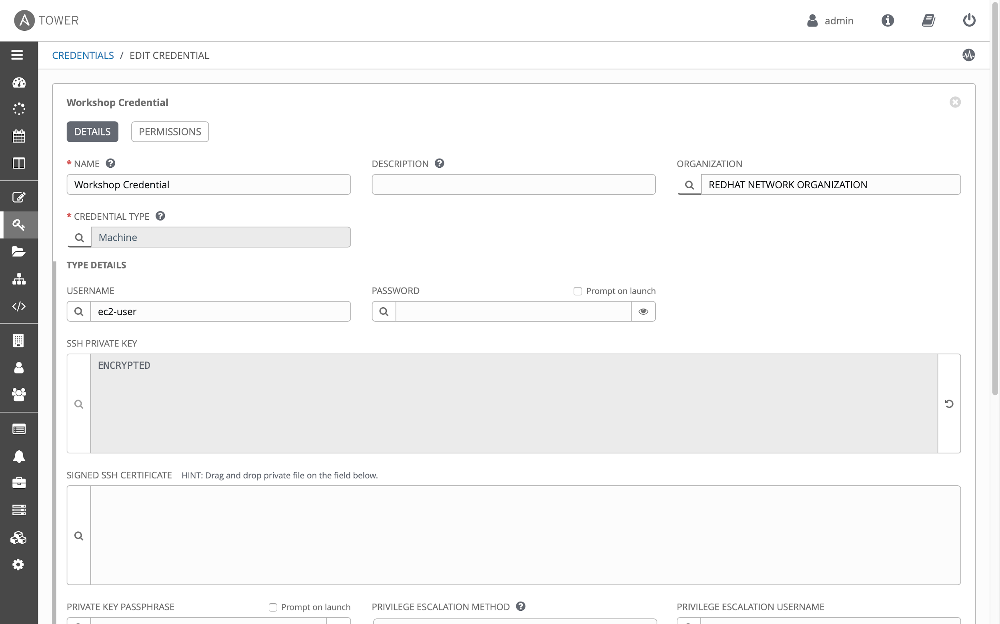 TOWER
admin
CREDENTIALS / EDIT CREDENTIAL
Workshop Credential
DETAILS PERMISSIONS
* NAME DESCRIPTION ORGANIZATION
Workshop Credential REDHAT NETWORK ORGANIZATION
* CREDENTIAL TYPE
Machine
TYPE DETAILS
USERNAME PASSWORD Prompt on launch
ec2-user
SSH PRIVATE KEY
ENCRYPTED
SIGNED SSH CERTIFICATE HINT: Drag and drop private file on the field below.
PRIVATE KEY PASSPHRASE Prompt on launch PRIVILEGE ESCALATION METHOD PRIVILEGE ESCALATION USERNAME